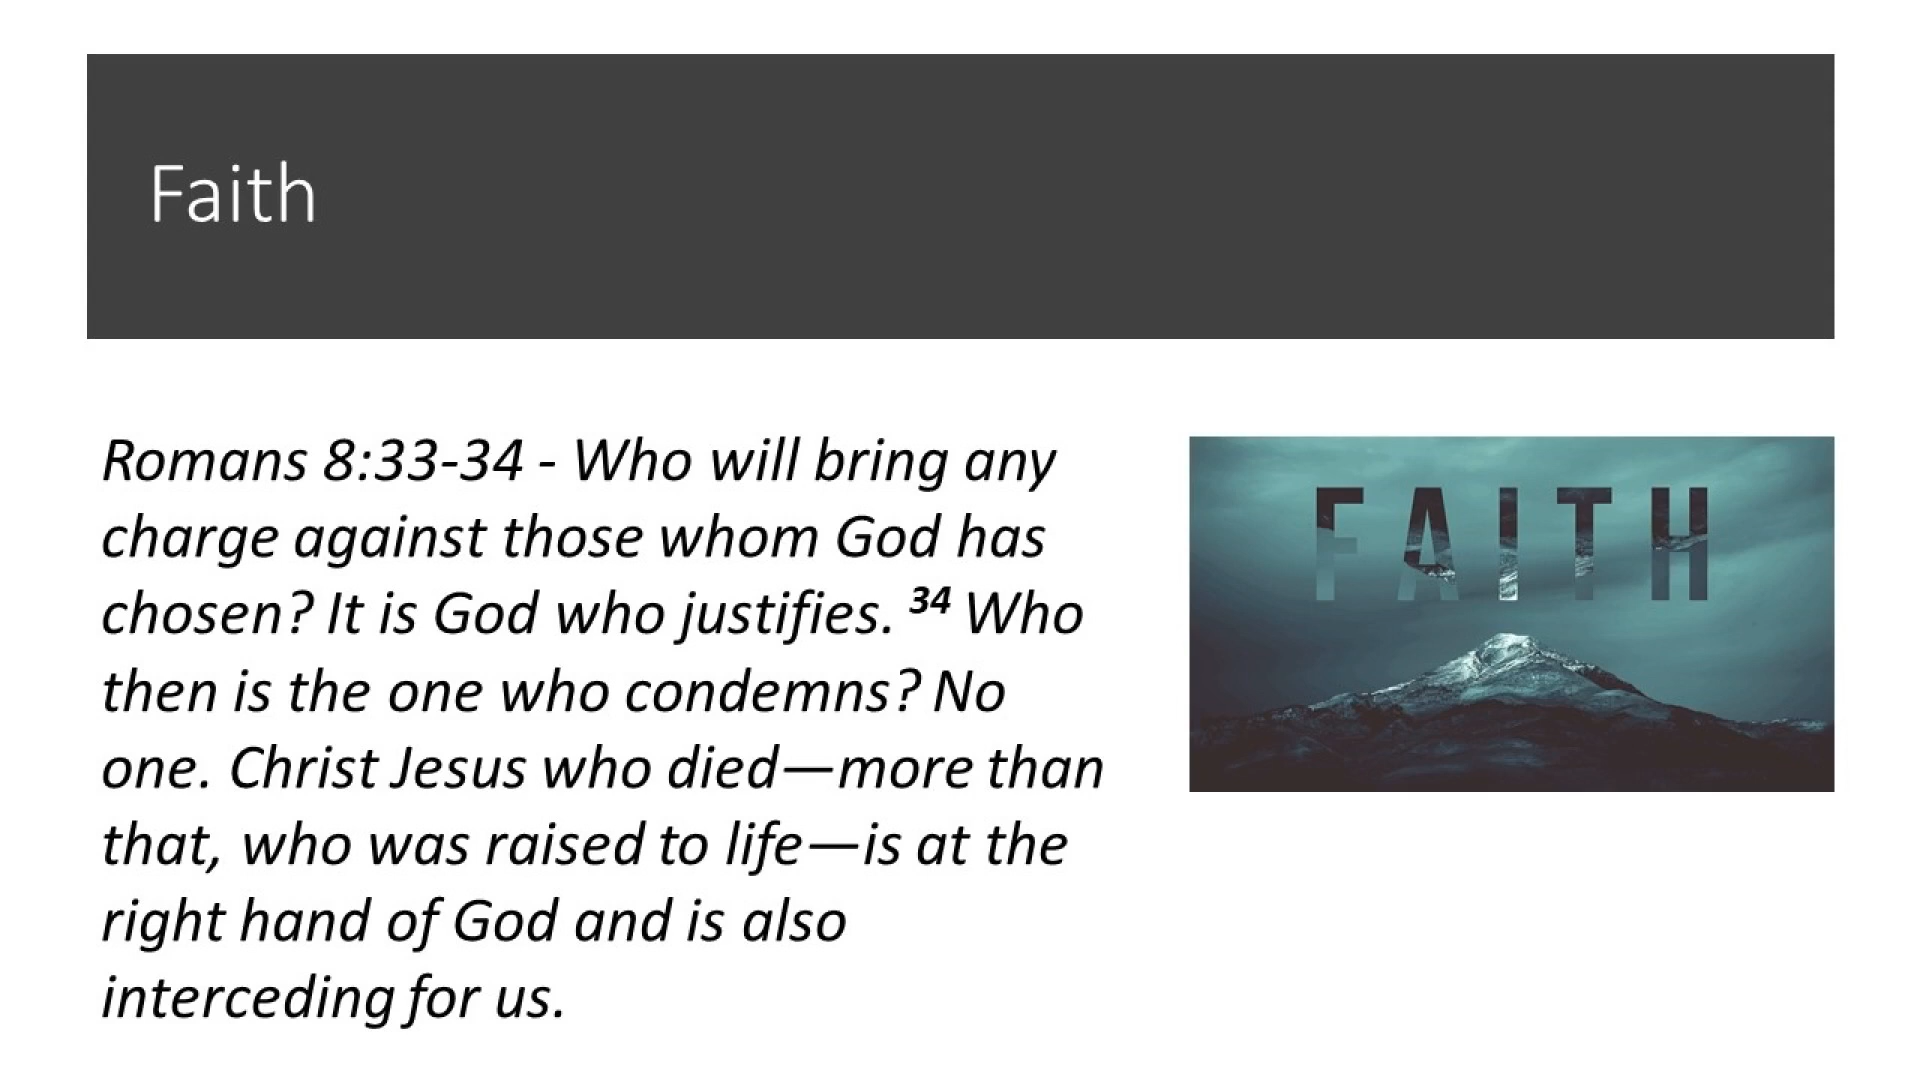 Faith
Romans 8:33-34 - Who will bring any
charge against those whom God has
chosen? It is God who justifies. 34 Who
then is the one who condemns? No
one. Christ Jesus who died—more than
that, who was raised to life—is at the
right hand of God and is also
interceding for us.
FAITH